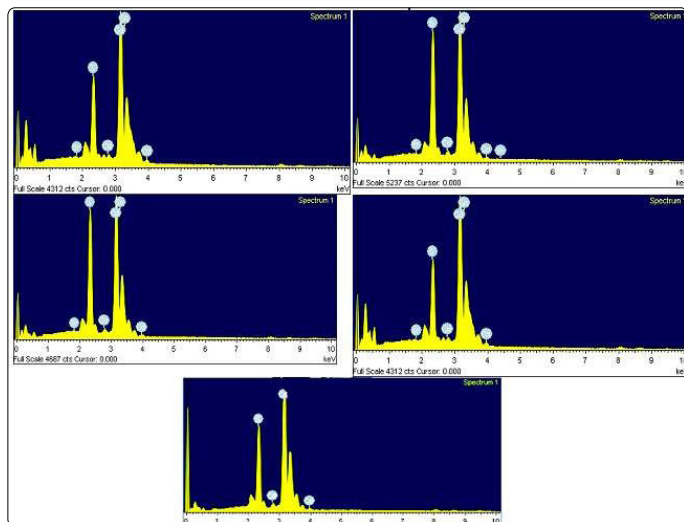 Spectrum 1
0 1 2 3 4 5 6 7 8 9 10
Full Scale 4312 cts Cursor: 0.000 keV
Spectrum 1
0 1 2 3 4 5 6 7 8 9 10
Full Scale 5237 cts Cursor: 0.000 keV
Spectrum 1
0 1 2 3 4 5 6 7 8 9 10
Full Scale 4687 cts Cursor: 0.000
Spectrum 1
0 1 2 3 4 5 6 7 8 9 10
Full Scale 4312 cts Cursor: 0.000 keV
Spectrum 1
0 1 2 3 4 5 6 7 8 9 10